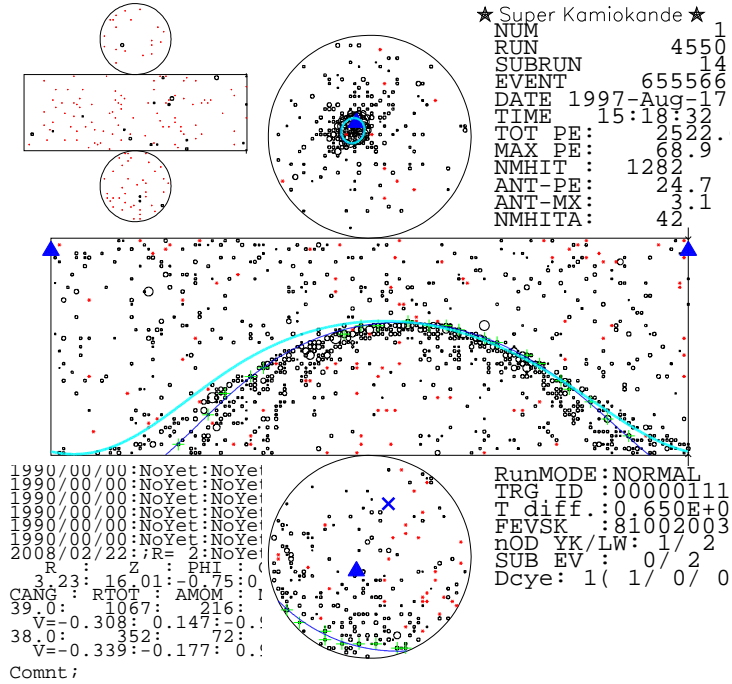 ★ Super Kamiokande ★
NUM 1
RUN 4550
SUBRUN 14
EVENT 655566
DATE 1997-Aug-17
TIME 15:18:32
TOT PE: 2522.
MAX PE: 68.9
NMHIT: 1282
ANT-PE: 24.7
ANT-MX: 3.1
NMHITA: 42
1990/00/00:NoYet:NoYet
1990/00/00:NoYet:NoYet
1990/00/00:NoYet:NoYet
1990/00/00:NoYet:NoYet
1990/00/00:NoYet:NoYet
1990/00/00:NoYet:NoYet
2008/02/22:;R= 2:NoYet
R : Z : PHI :
3.23: 16.01:-0.75:0
CANG : RTOT : AMOM :
39.0: 1067: 216:
V=-0.308: 0.147:-0.9
38.0: 352: 72:
V=-0.339:-0.177: 0.9
Comnt;
RunMODE:NORMAL
TRG ID :00000111
T diff.:0.650E+0
FEVSK :81002003
nOD YK/LW: 1/ 2
SUB EV : 0/ 2
Dcye: 1( 1/ 0/ 0